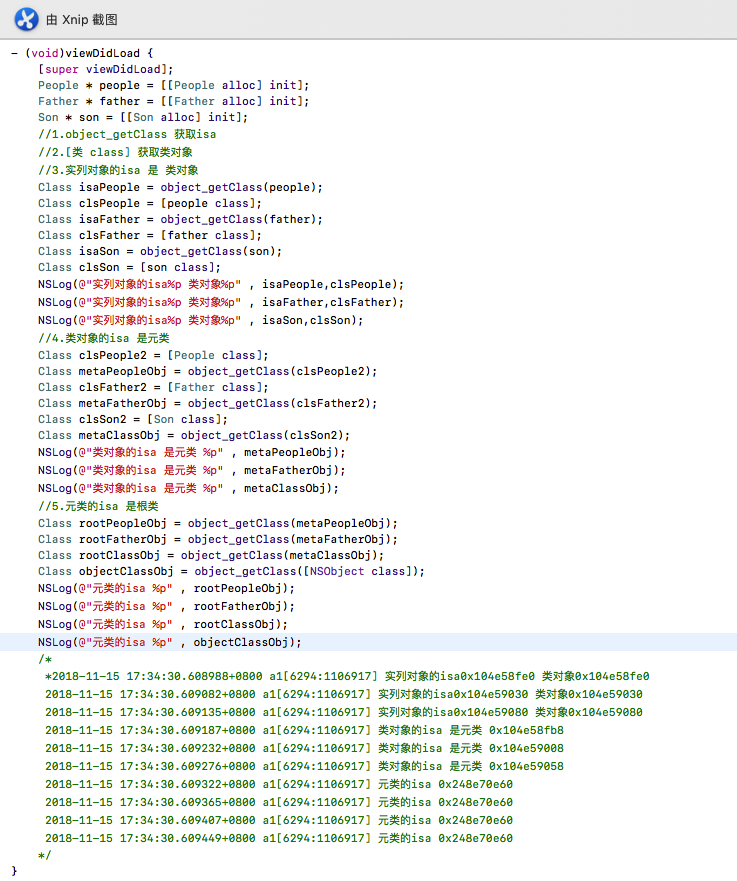 由 Xnip 截图
- (void)viewDidLoad {
[super viewDidLoad];
People * people = [[People alloc] init];
Father * father = [[Father alloc] init];
Son * son = [[Son alloc] init];
//1.object_getClass 获取isa
//2.[类 class] 获取类对象
//3.实列对象的isa 是 类对象
Class isaPeople = object_getClass(people);
Class clsPeople = [people class];
Class isaFather = object_getClass(father);
Class clsFather = [father class];
Class isaSon = object_getClass(son);
Class clsSon = [son class];
NSLog(@"实列对象的isa%p 类对象%p" , isaPeople,clsPeople);
NSLog(@"实列对象的isa%p 类对象%p" , isaFather,clsFather);
NSLog(@"实列对象的isa%p 类对象%p" , isaSon,clsSon);
//4.类对象的isa 是元类
Class clsPeople2 = [People class];
Class metaPeopleObj = object_getClass(clsPeople2);
Class clsFather2 = [Father class];
Class metaFatherObj = object_getClass(clsFather2);
Class clsSon2 = [Son class];
Class metaClassObj = object_getClass(clsSon2);
NSLog(@"类对象的isa 是元类 %p" , metaPeopleObj);
NSLog(@"类对象的isa 是元类 %p" , metaFatherObj);
NSLog(@"类对象的isa 是元类 %p" , metaClassObj);
//5.元类的isa 是根类
Class rootPeopleObj = object_getClass(metaPeopleObj);
Class rootFatherObj = object_getClass(metaFatherObj);
Class rootClassObj = object_getClass(metaClassObj);
Class objectClassObj = object_getClass([NSObject class]);
NSLog(@"元类的isa %p" , rootPeopleObj);
NSLog(@"元类的isa %p" , rootFatherObj);
NSLog(@"元类的isa %p" , rootClassObj);
NSLog(@"元类的isa %p" , objectClassObj);
/*
*2018-11-15 17:34:30.608988+0800 a1[6294:1106917] 实列对象的isa0x104e58fe0 类对象0x104e58fe0
2018-11-15 17:34:30.609082+0800 a1[6294:1106917] 实列对象的isa0x104e59030 类对象0x104e59030
2018-11-15 17:34:30.609135+0800 a1[6294:1106917] 实列对象的isa0x104e59080 类对象0x104e59080
2018-11-15 17:34:30.609187+0800 a1[6294:1106917] 类对象的isa 是元类 0x104e58fb8
2018-11-15 17:34:30.609232+0800 a1[6294:1106917] 类对象的isa 是元类 0x104e59008
2018-11-15 17:34:30.609276+0800 a1[6294:1106917] 类对象的isa 是元类 0x104e59058
2018-11-15 17:34:30.609322+0800 a1[6294:1106917] 元类的isa 0x248e70e60
2018-11-15 17:34:30.609365+0800 a1[6294:1106917] 元类的isa 0x248e70e60
2018-11-15 17:34:30.609407+0800 a1[6294:1106917] 元类的isa 0x248e70e60
2018-11-15 17:34:30.609449+0800 a1[6294:1106917] 元类的isa 0x248e70e60
*/
}